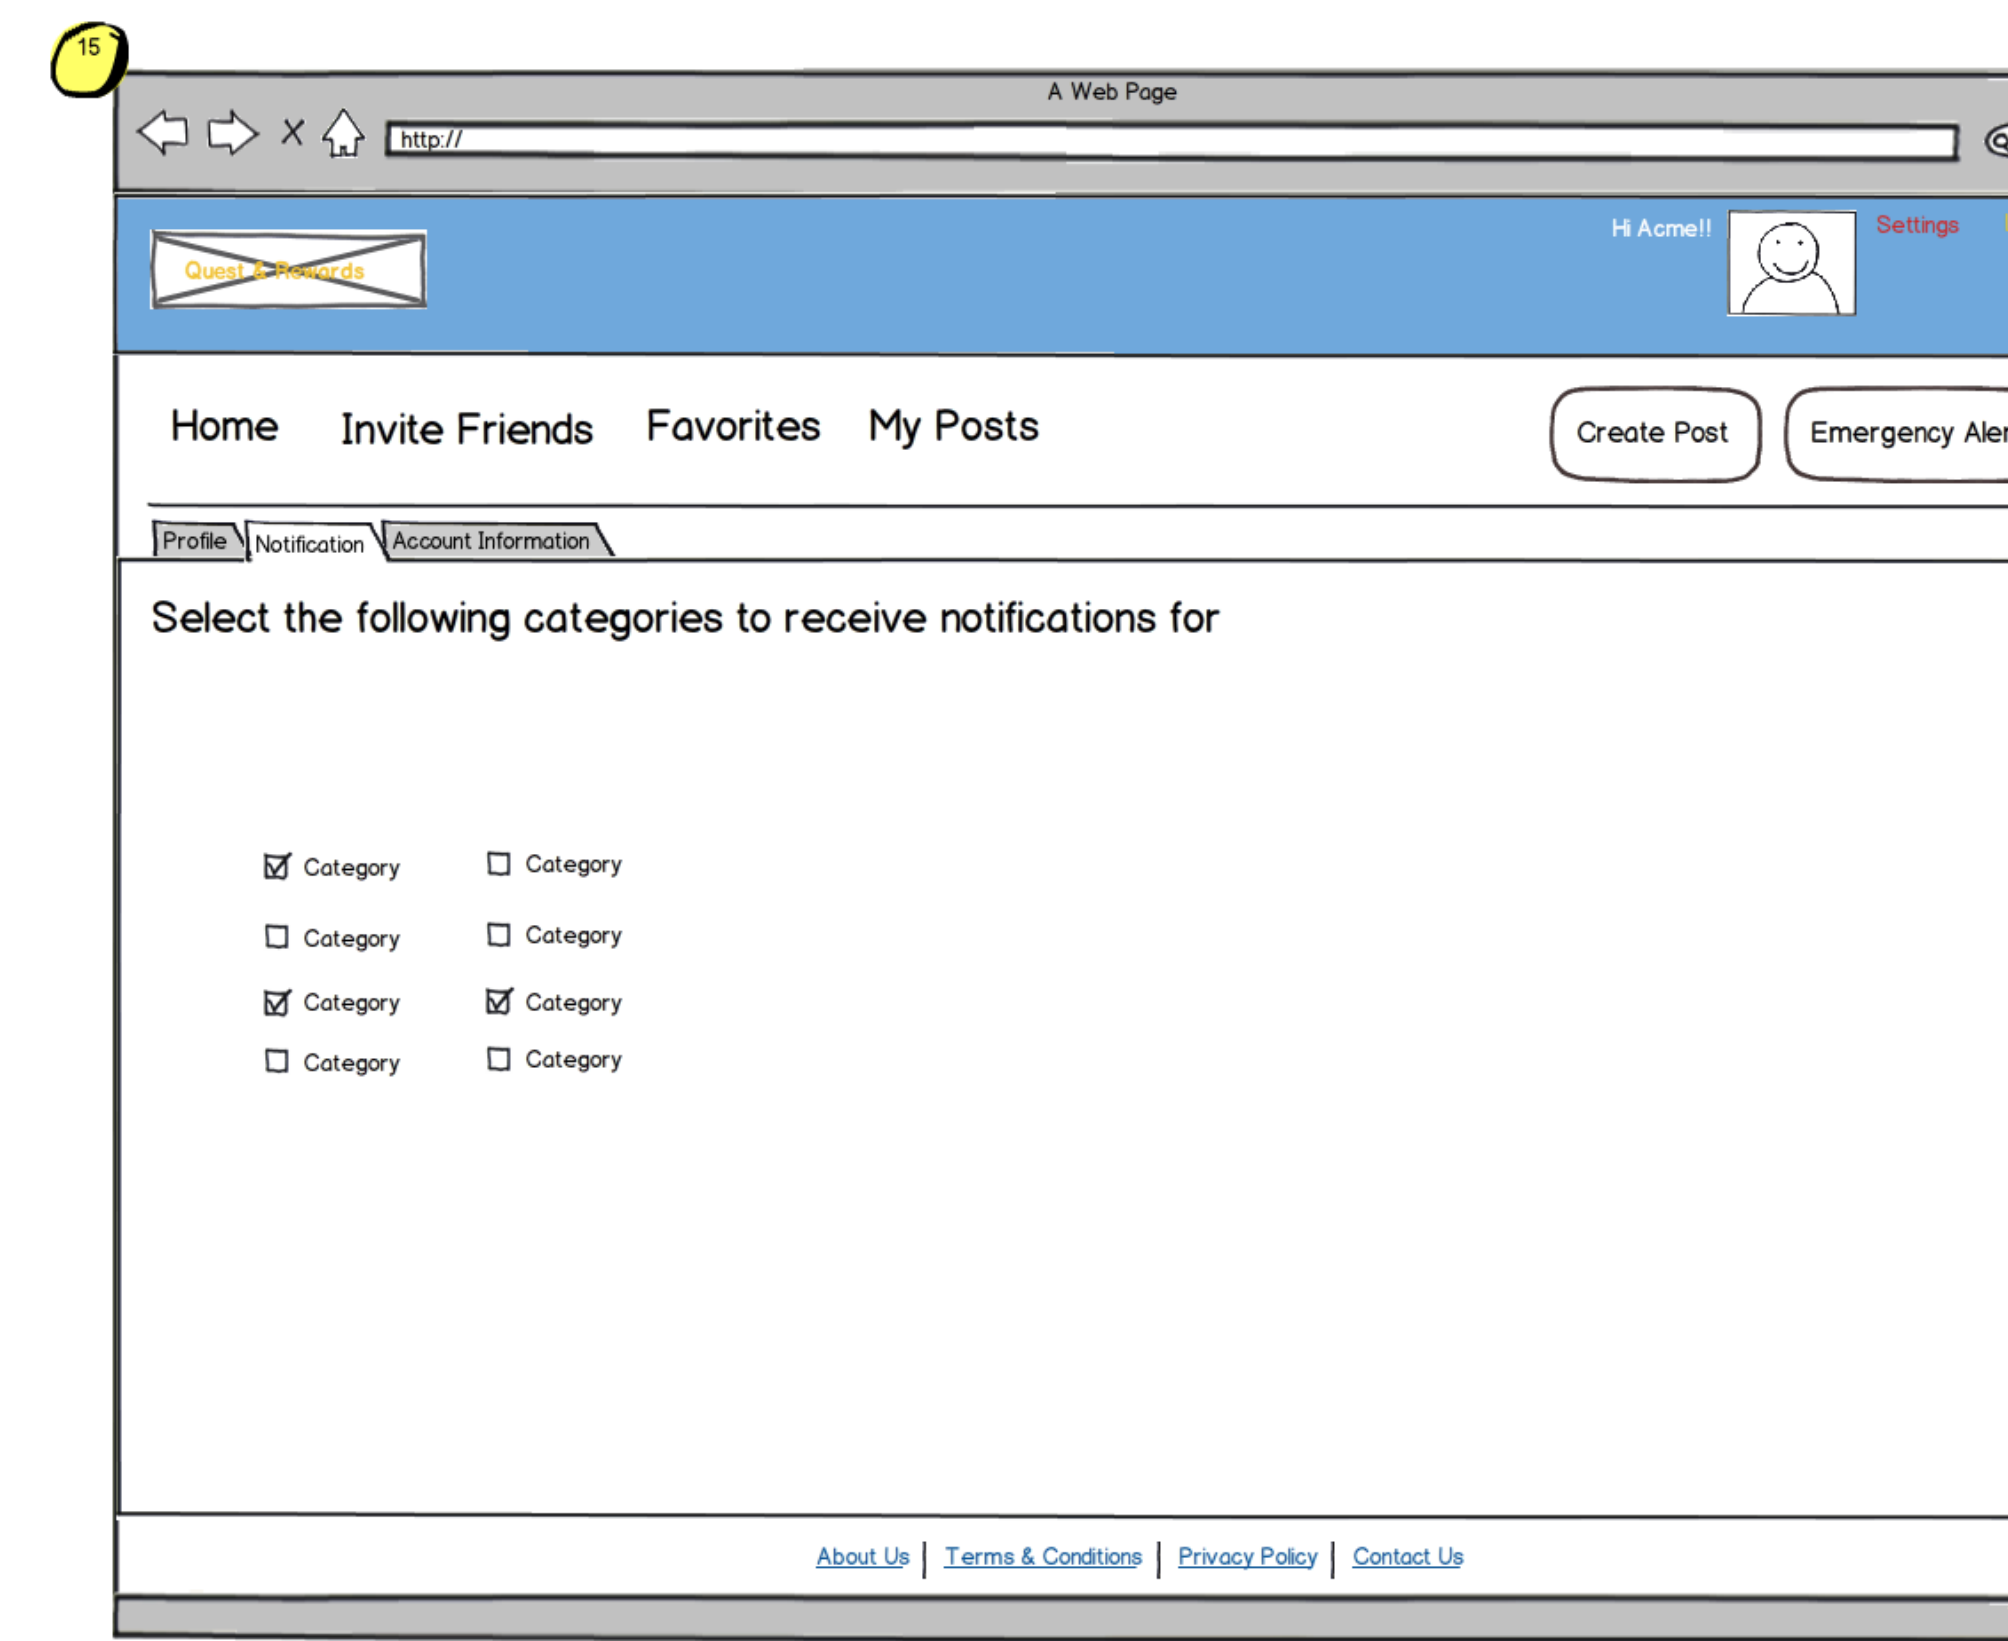 15
A Web Page
http://
Quest & Rewards
Hi Acme!!
Settings
Home Invite Friends Favorites My Posts
Create Post
Emergency
Profile Notification Account Information
Select the following categories to receive notifications for
Category Category
Category Category
Category Category
Category Category
About Us | Terms & Conditions | Privacy Policy | Contact Us